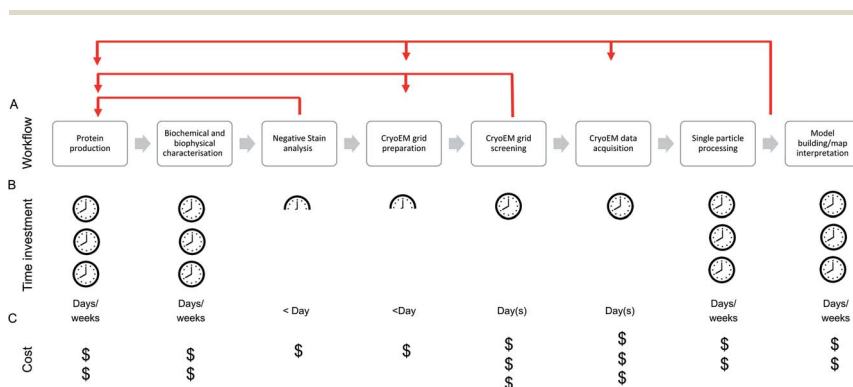 A
Workflow
Protein
production
Biochemical and
biophysical
characterisation
Negative Stain
analysis
CryoEM grid
preparation
CryoEM grid
screening
CryoEM data
acquisition
Single particle
processing
Model
building/map
interpretation
B
Time investment
Days/
weeks
Days/
weeks
< Day
<Day
Day(s)
Day(s)
Days/
weeks
Days/
weeks
C
Cost
$ $ $ $ $ $ $ $
$ $ $ $ $ $
$ $